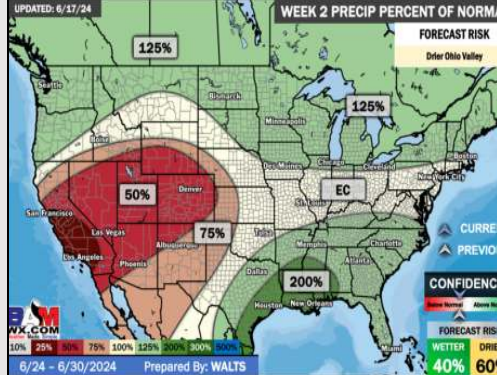 UPDATED: 6/17/24
WEEK 2 PRECIP PERCENT OF NORMA
FORECAST RISK
Drier Ohio Valley
125%
Seattle
Bismarck
125%
Minneapolis
Boise
Boston
Des Moines
Chicago
Cleveland
New York City
50%
Denver
EC
St. Louis
San Francisco
75%
Las Vegas
Tulsa
CURRE
Albuquerque
Memphis
Charlotte
PREVIOU
Los Angeles
Phoenix
Atlanta
Dallas
200%
CONFIDENC
Houston
New Orleans
Below Normal
Above No
BAM
WX.COM
Miami
FORECAST RIS
10% 25% 50% 75% 100% 125% 200% 300% 500%
WETTER
DRIE
6/24 - 6/30/2024
Prepared By: WALTS
40%
60%